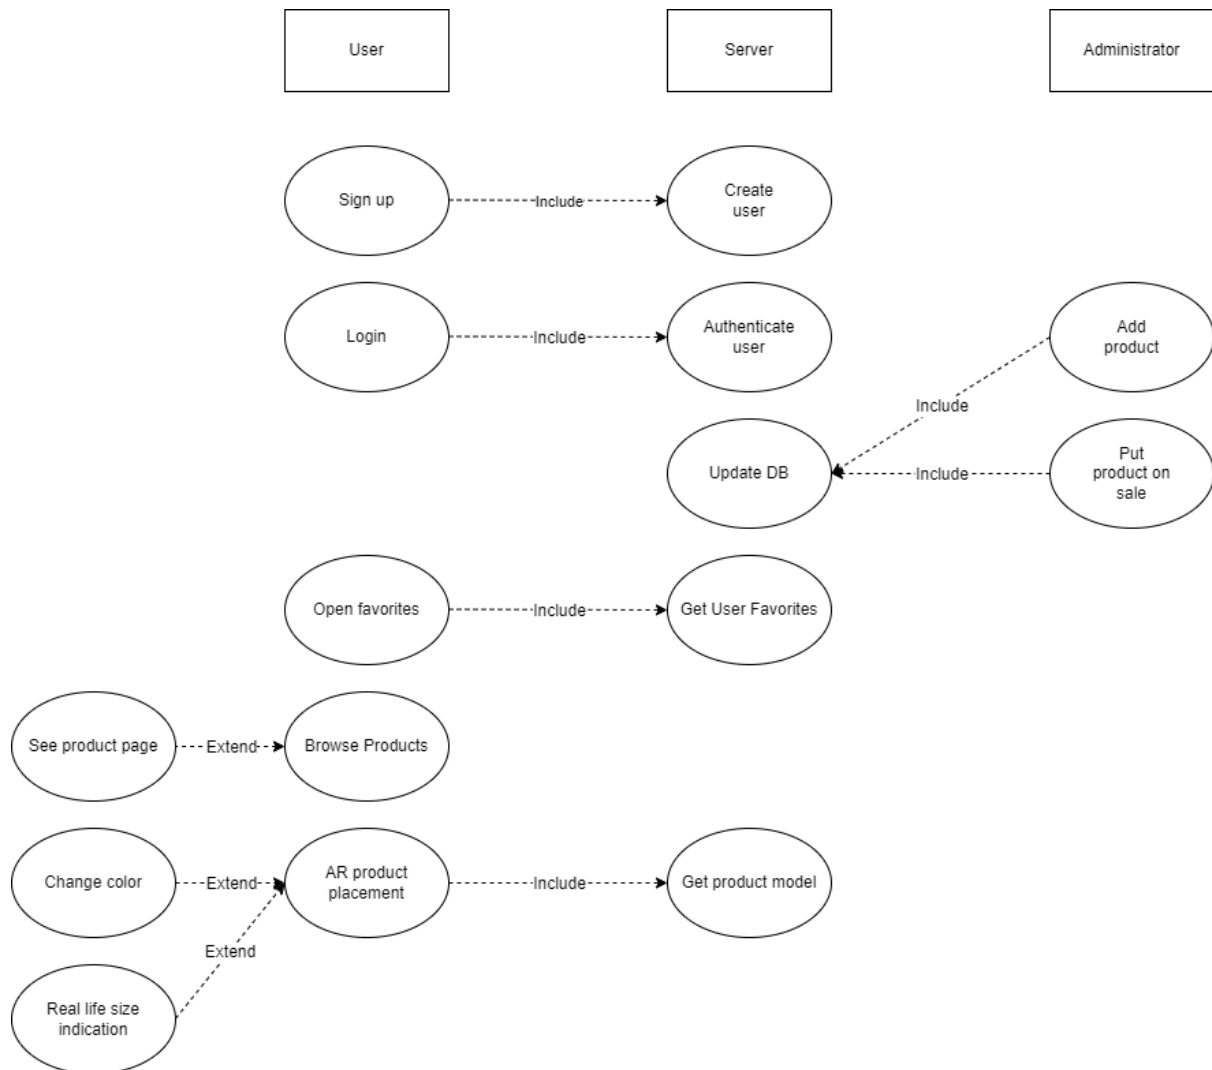 User
Server
Administrator
Sign up
Include
Create
user
Login
Include
Authenticate
user
Add
product
Include
Update DB
Include
Put
product on
sale
Open favorites
Include
Get User Favorites
See product page
Extend
Browse Products
Change color
Extend
AR product
placement
Include
Get product model
Extend
Real life size
indication